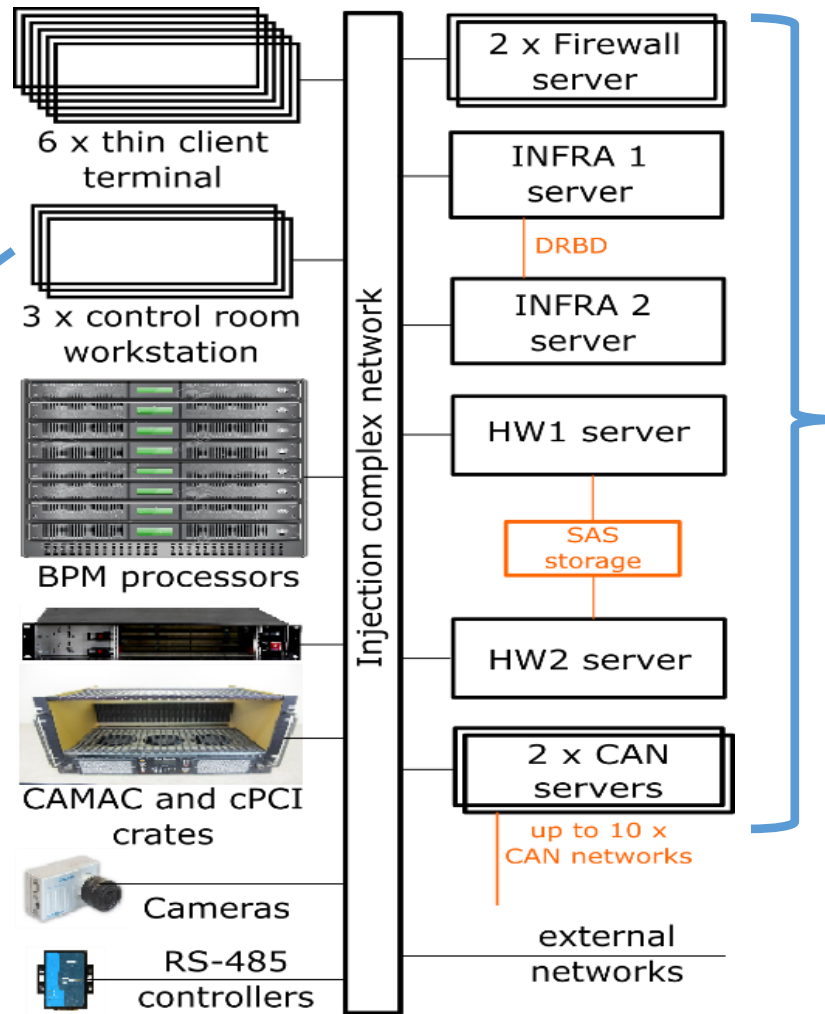 6 x thin client
terminal
3 x control room
workstation
BPM processors
CAMAC and cPCI
crates
Cameras
RS-485
controllers
Injection complex network
2 x Firewall
server
INFRA 1
server
DRBD
INFRA 2
server
HW1 server
SAS
storage
HW2 server
2 x CAN
servers
up to 10 x
CAN networks
external
networks